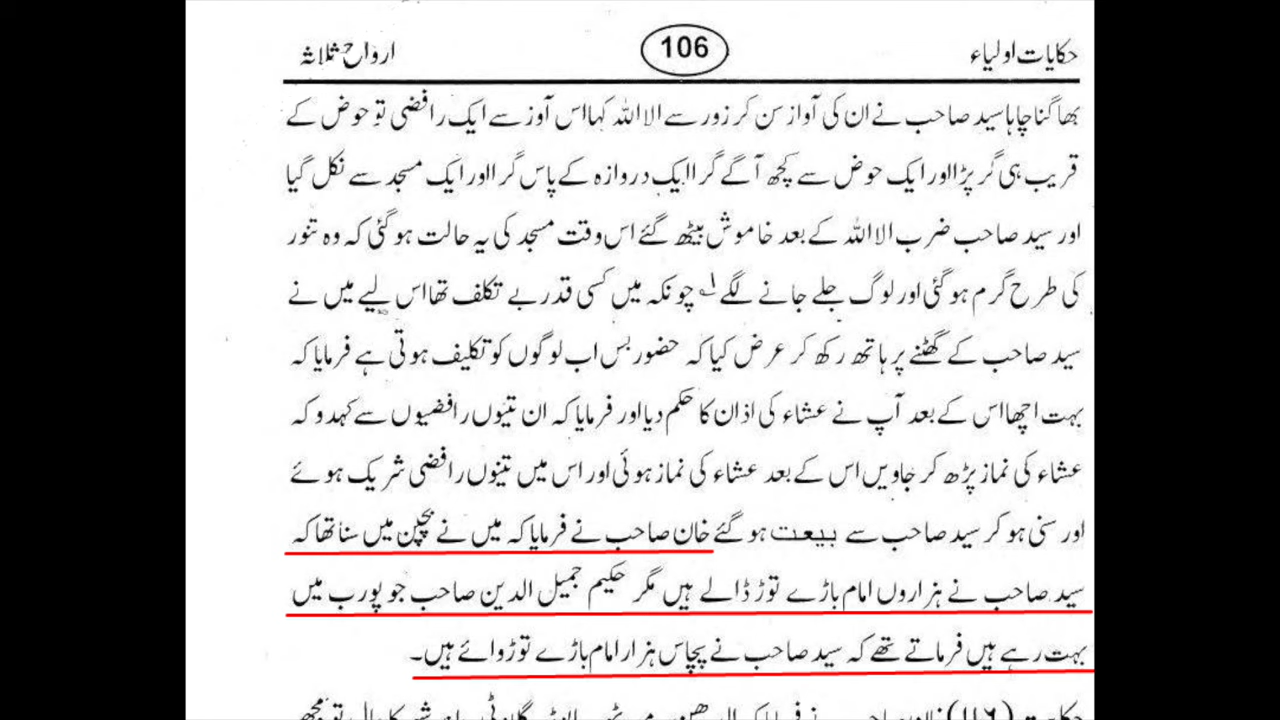 حکایات اولیاء 106 ارواح ثلاثہ
بھاگنا چاہا سید صاحب نے ان کی آواز سن کر زور سے الا اللہ کہا اس آوز سے ایک رافضی تو حوض کے
قریب ہی گر پڑا اور ایک حوض سے کچھ آگے گرا ایک دروازہ کے پاس گرا اور ایک مسجد سے نکل گیا
اور سید صاحب ضرب الا اللہ کے بعد خاموش بیٹھ گئے اس وقت مسجد کی یہ حالت ہو گئی کہ وہ تنور
کی طرح گرم ہو گئی اور لوگ جلے جانے لگے ۱؎ چونکہ میں کسی قدر بے تکلف تھا اس لیے میں نے
سید صاحب کے گھٹنے پر ہاتھ رکھ کر عرض کیا کہ حضور بس اب لوگوں کو تکلیف ہوتی ہے فرمایا کہ
بہت اچھا اس کے بعد آپ نے عشاء کی اذان کا حکم دیا اور فرمایا کہ ان تینوں رافضیوں سے کہدو کہ
عشاء کی نماز پڑھ کر جاویں اس کے بعد عشاء کی نماز ہوئی اور اس میں تینوں رافضی شریک ہوئے
اور سنی ہو کر سید صاحب سے بیعت ہو گئے خان صاحب نے فرمایا کہ میں نے بچپن میں سنا تھا کہ
سید صاحب نے ہزاروں امام باڑے توڑ ڈالے ہیں مگر حکیم جمیل الدین صاحب جو پورب میں
بہت رہے ہیں فرماتے تھے کہ سید صاحب نے پچاس ہزار امام باڑے توڑوائے ہیں۔
حکایت (۱۱۶) خان صاحب نے فرمایا کہ